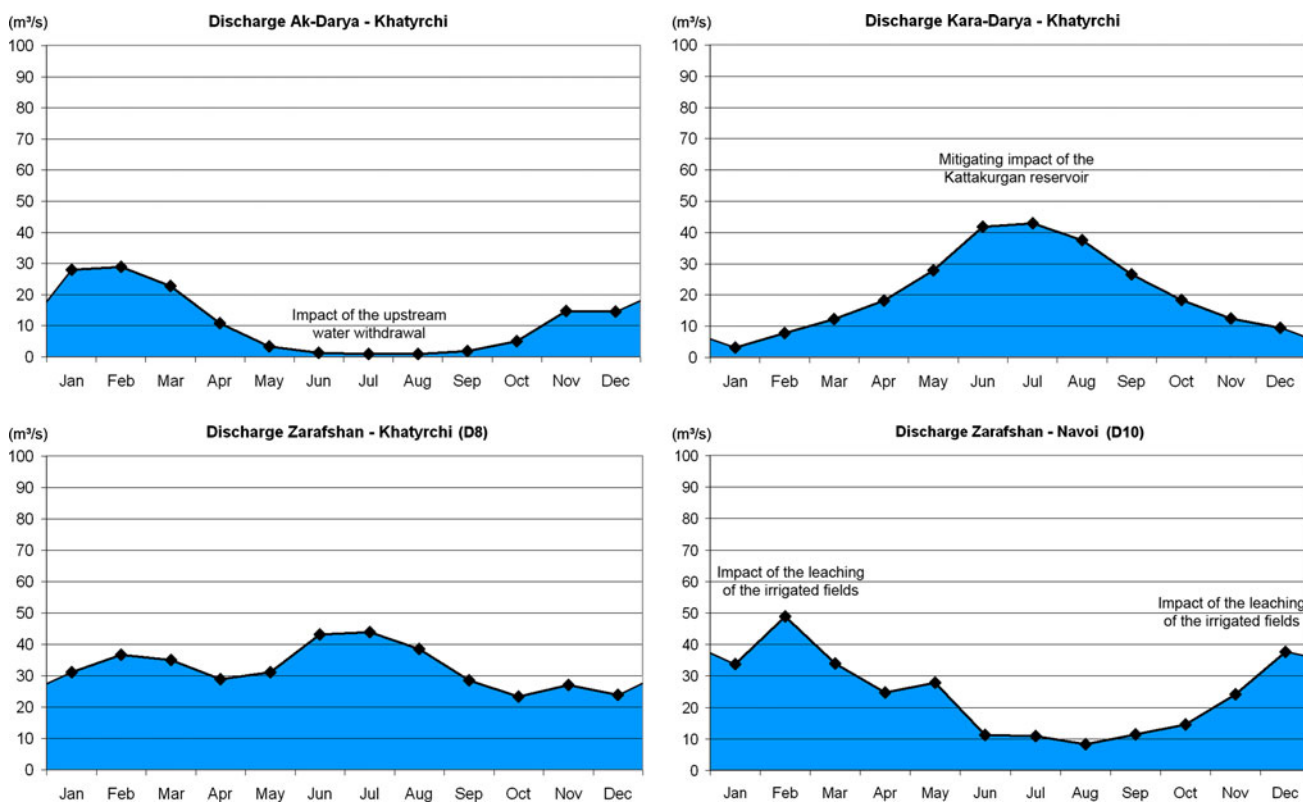 (m³/s)
Discharge Ak-Darya - Khatyrchi
100
90
80
70
60
50
40
30
20
10
0
Impact of the upstream
water withdrawal
Jan Feb Mar Apr May Jun Jul Aug Sep Oct Nov Dec
(m³/s)
Discharge Kara-Darya - Khatyrchi
100
90
80
70
60
50
40
30
20
10
0
Mitigating impact of the
Kattakurgan reservoir
Jan Feb Mar Apr May Jun Jul Aug Sep Oct Nov Dec
(m³/s)
Discharge Zarafshan - Khatyrchi (D8)
100
90
80
70
60
50
40
30
20
10
0
Jan Feb Mar Apr May Jun Jul Aug Sep Oct Nov Dec
(m³/s)
Discharge Zarafshan - Navoi (D10)
100
90
80
70
60
50
40
30
20
10
0
Impact of the leaching
of the irrigated fields
Impact of the leaching
of the irrigated fields
Jan Feb Mar Apr May Jun Jul Aug Sep Oct Nov Dec